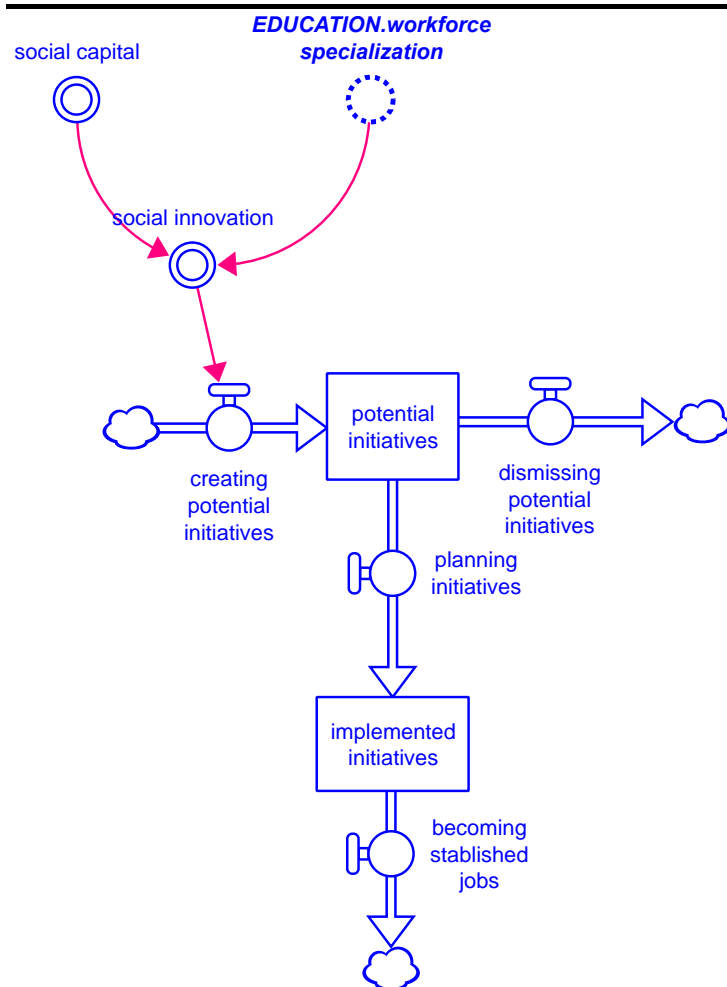 EDUCATION.workforce
specialization
social capital
social innovation
potential
initiatives
creating
potential
initiatives
dismissing
potential
initiatives
planning
initiatives
implemented
initiatives
becoming
stablished
jobs